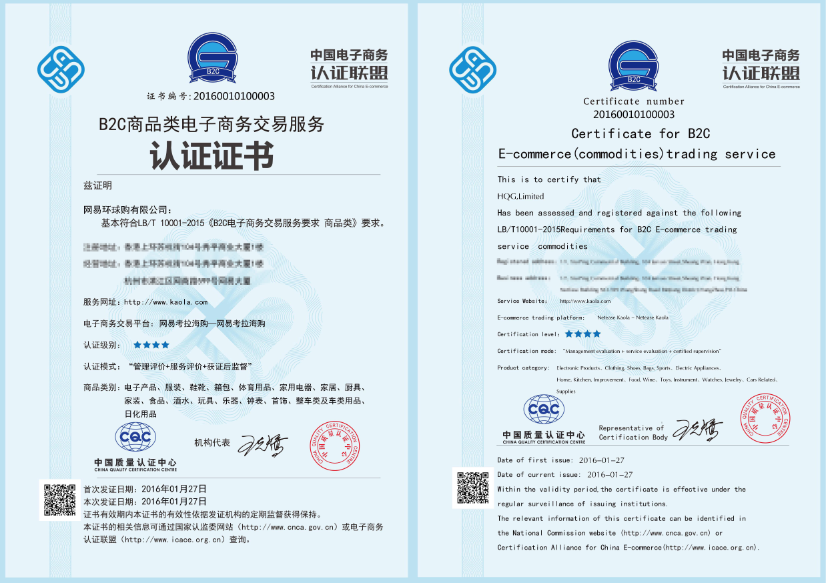 B2C
中国电子商务
认证联盟
Certification Alliance for China E-commerce
证书编号:20160010100003
B2C商品类电子商务交易服务
认证证书
兹证明
网易环球购有限公司:
基本符合LB/T 10001-2015《B2C电子商务交易服务要求 商品类》要求。
服务网址: http://www.kaola.com
电子商务交易平台: 网易考拉海购—网易考拉海购
认证级别: ★★★★
认证模式: “管理评价+服务评价+获证后监督”
商品类别: 电子产品、服装、鞋靴、箱包、体育用品、家用电器、家居、厨具、
家装、食品、酒水、玩具、乐器、钟表、首饰、整车类及车类用品、
日化用品
CQC
中国质量认证中心
CHINA QUALITY CERTIFICATION CENTRE
机构代表
首次发证日期: 2016年01月27日
本次发证日期: 2016年01月27日
证书有效期内本证书的有效性依据发证机构的定期监督获得保持。
本证书的相关信息可通过国家认监委网站 (http://www.cnca.gov.cn) 或电子商务
认证联盟 (http://www.icace.org.cn) 查询。
B2C
中国电子商务
认证联盟
Certification Alliance for China E-commerce
Certificate number
20160010100003
Certificate for B2C
E-commerce(commodities)trading service
This is to certify that
HQG,Limited
Has been assessed and registered against the following
LB/T10001-2015Requirements for B2C E-commerce trading
service commodities
Service Website: http//www.kaola.com
E-commerce trading platform: Netease Kaola - Netease Kaola
Certification level: ★★★★
Certification mode: "Management evaluation + service evaluation + certified supervision"
Product category: Electronic Products, Clothing, Shoes, Bags, Sports, Electric Appliances,
Home, Kitchen, Improvement, Food, Wine, Toys, Instrument, Watches, Jewelry, Cars Related,
Supplies
CQC
中国质量认证中心
CHINA QUALITY CERTIFICATION CENTRE
Representative of
Certification Body
Date of first issue: 2016-01-27
Date of current issue: 2016-01-27
Within the validity period,the certificate is effective under the
regular surveillance of issuing institutions.
The relevant information of this certificate can be identified in
the National Commission website (http://www.cnca.gov.cn) or
Certification Alliance for China E-commerce(http://www.icace.org.cn).